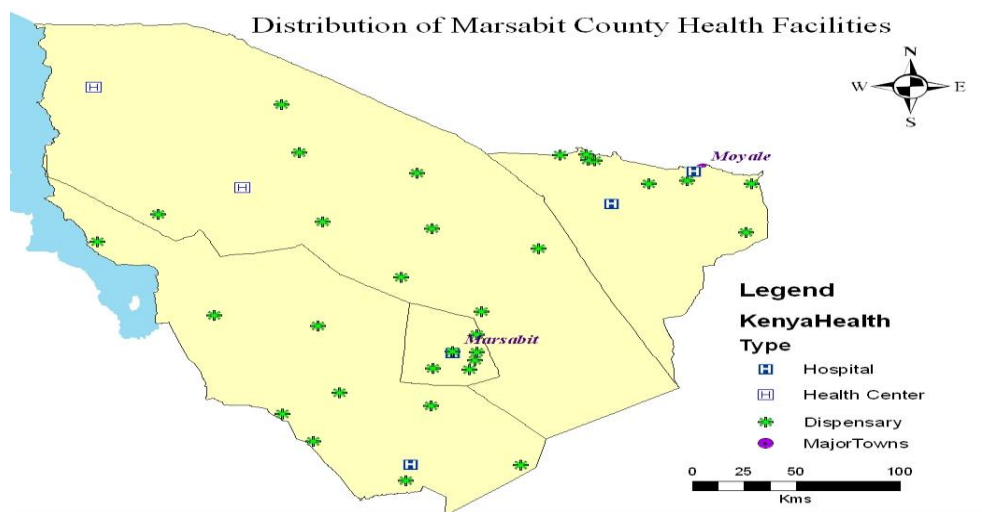 Distribution of Marsabit County Health Facilities
N
W E
S
H
Moyale
H
H
H
Marsabit
H
H
Legend
KenyaHealth
Type
H Hospital
H Health Center
Dispensary
MajorTowns
0 25 50 100
Kms